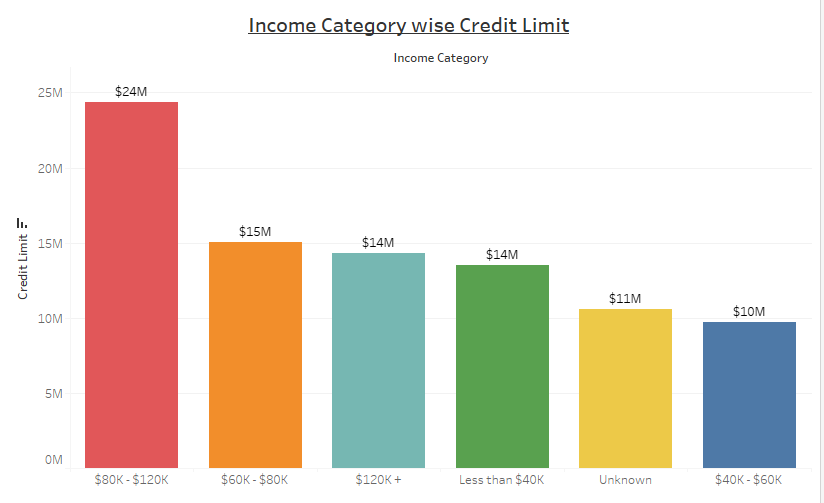 Income Category wise Credit Limit
Income Category
Credit Limit
25M
20M
15M
10M
5M
0M
$24M
$15M
$14M
$14M
$11M
$10M
$80K - $120K
$60K - $80K
$120K +
Less than $40K
Unknown
$40K - $60K